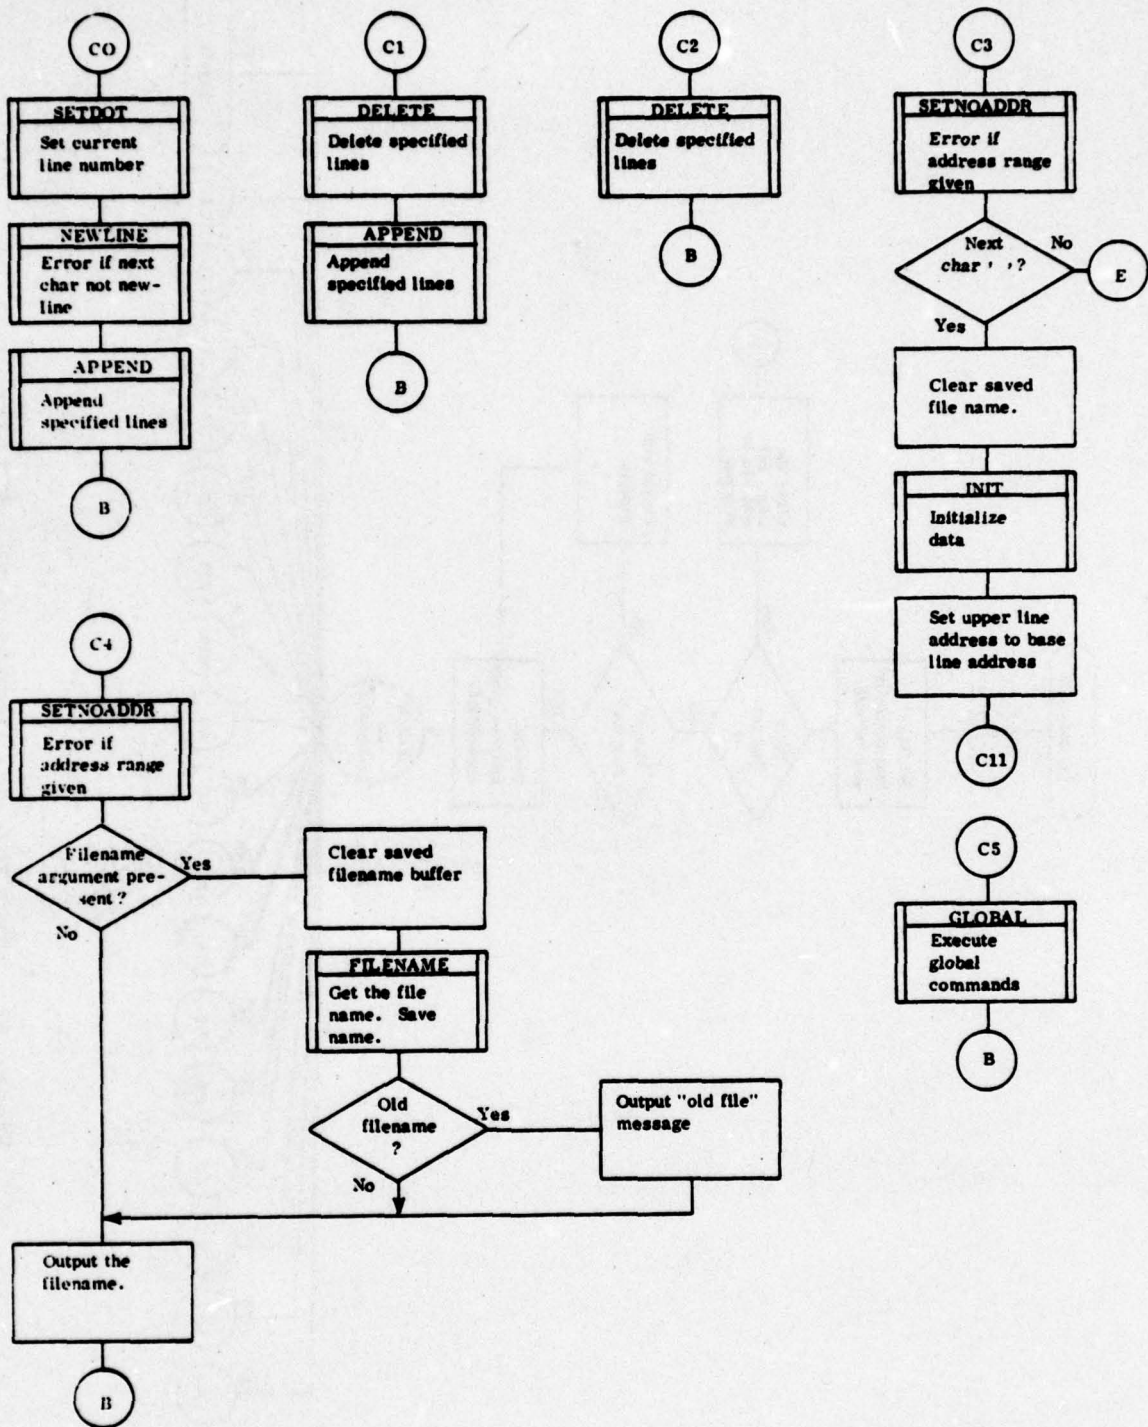 C0
SETDOT
Set current
line number
NEWLINE
Error if next
char not new-
line
APPEND
Append
specified lines
B
C1
DELETE
Delete specified
lines
APPEND
Append
specified lines
B
C2
DELETE
Delete specified
lines
B
C3
SETNOADDR
Error if
address range
given
Next
char ' '?
No
E
Yes
Clear saved
file name.
INIT
Initialize
data
Set upper line
address to base
line address
C11
C4
SETNOADDR
Error if
address range
given
Filename
argument pre-
sent?
Yes
No
Clear saved
filename buffer
FILENAME
Get the file
name. Save
name.
Old
filename
?
Yes
No
Output "old file"
message
Output the
filename.
B
C5
GLOBAL
Execute
global
commands
B